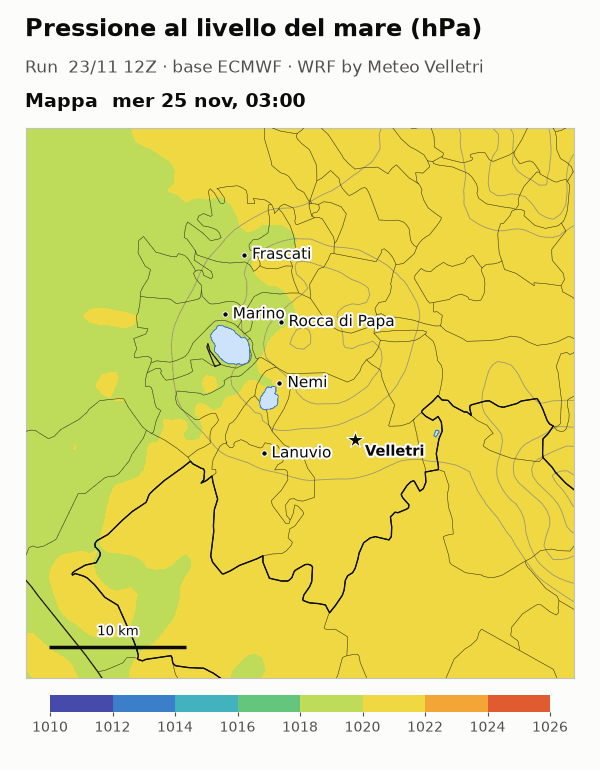 Pressione al livello del mare (hPa)
Run  23/11 12Z · base ECMWF · WRF by Meteo Velletri
Mappa  mer 25 nov, 03:00
Frascati
Marino
Rocca di Papa
Nemi
Velletri
Lanuvio
10 km
1010 1012 1014 1016 1018 1020 1022 1024 1026